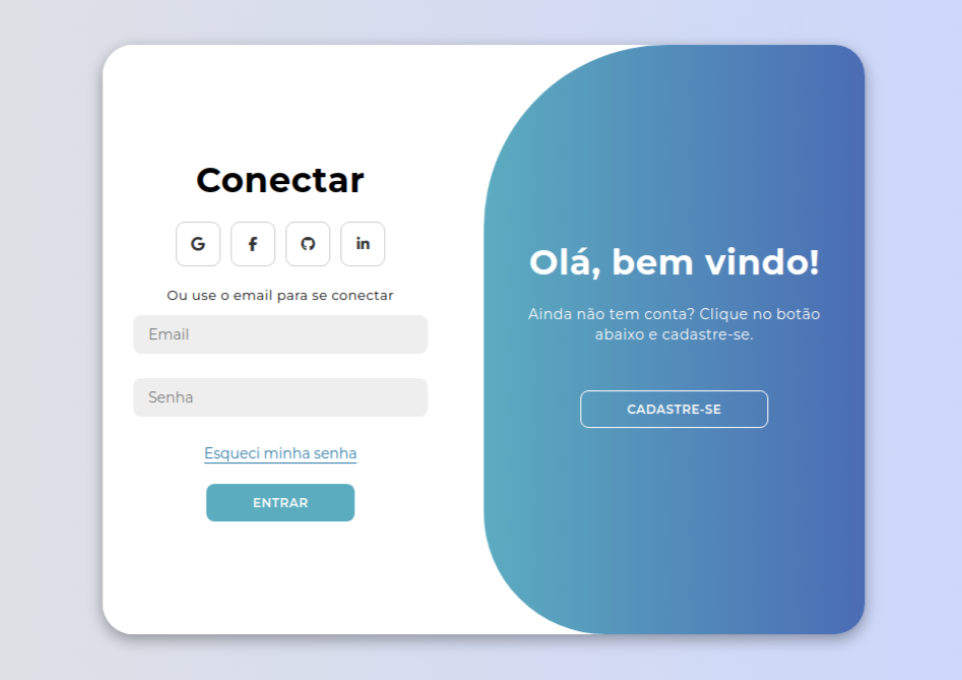 Conectar
Ou use o email para se conectar
Email
Senha
Esqueci minha senha
ENTRAR
Olá, bem vindo!
Ainda não tem conta? Clique no botão
abaixo e cadastre-se.
CADASTRE-SE